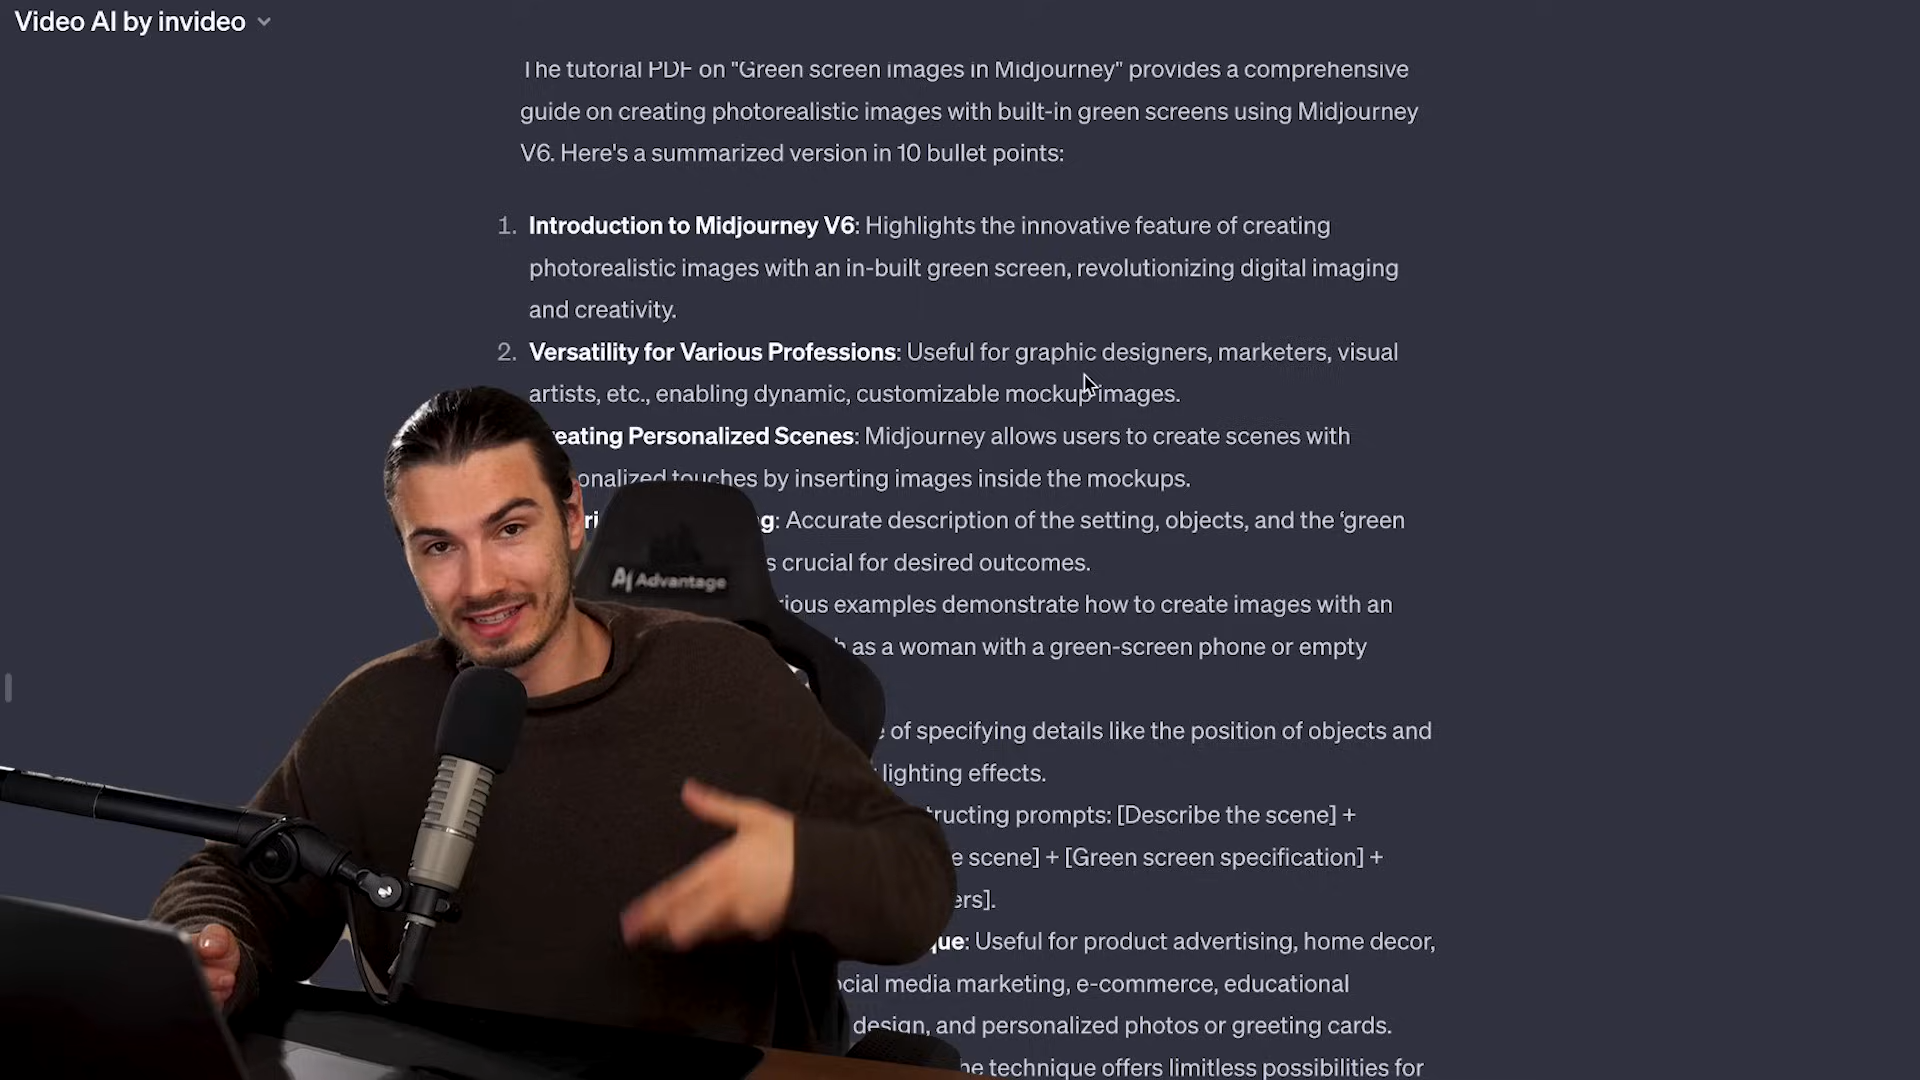 Video AI by invideo
The tutorial PDF on "Green screen images in Midjourney" provides a comprehensive
guide on creating photorealistic images with built-in green screens using Midjourney
V6. Here's a summarized version in 10 bullet points:
1. Introduction to Midjourney V6: Highlights the innovative feature of creating
photorealistic images with an in-built green screen, revolutionizing digital imaging
and creativity.
2. Versatility for Various Professions: Useful for graphic designers, marketers, visual
artists, etc., enabling dynamic, customizable mockup images.
eating Personalized Scenes: Midjourney allows users to create scenes with
onalized touches by inserting images inside the mockups.
g: Accurate description of the setting, objects, and the ‘green
s crucial for desired outcomes.
AI Advantage
rious examples demonstrate how to create images with an
as a woman with a green-screen phone or empty
of specifying details like the position of objects and
lighting effects.
tructing prompts: [Describe the scene] +
e scene] + [Green screen specification] +
ers].
que: Useful for product advertising, home decor,
ocial media marketing, e-commerce, educational
design, and personalized photos or greeting cards.
he technique offers limitless possibilities for